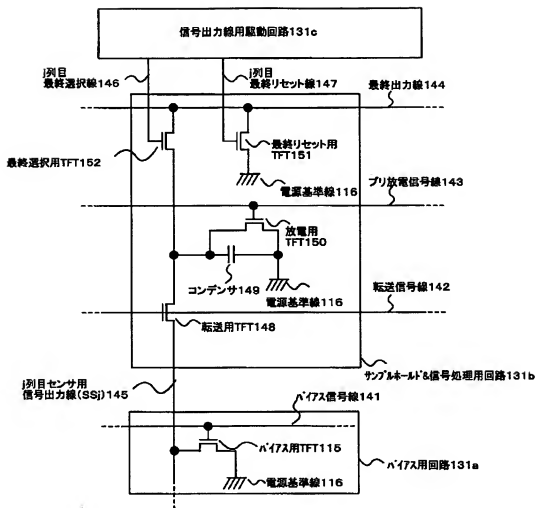 信号出力線用駆動回路131c
j列目
最終選択線146
j列目
最終リセット線147
最終出力線144
最終リセット用
TFT151
最終選択用TFT152
電源基準線116
プリ放電信号線143
放電用
TFT150
コンデンサ149
電源基準線116
転送信号線142
転送用TFT148
j列目センサ用
信号出力線(SSj)145
サンプルホールド&信号処理用回路131b
バイアス信号線141
バイアス用TFT115
バイアス用回路131a
電源基準線116